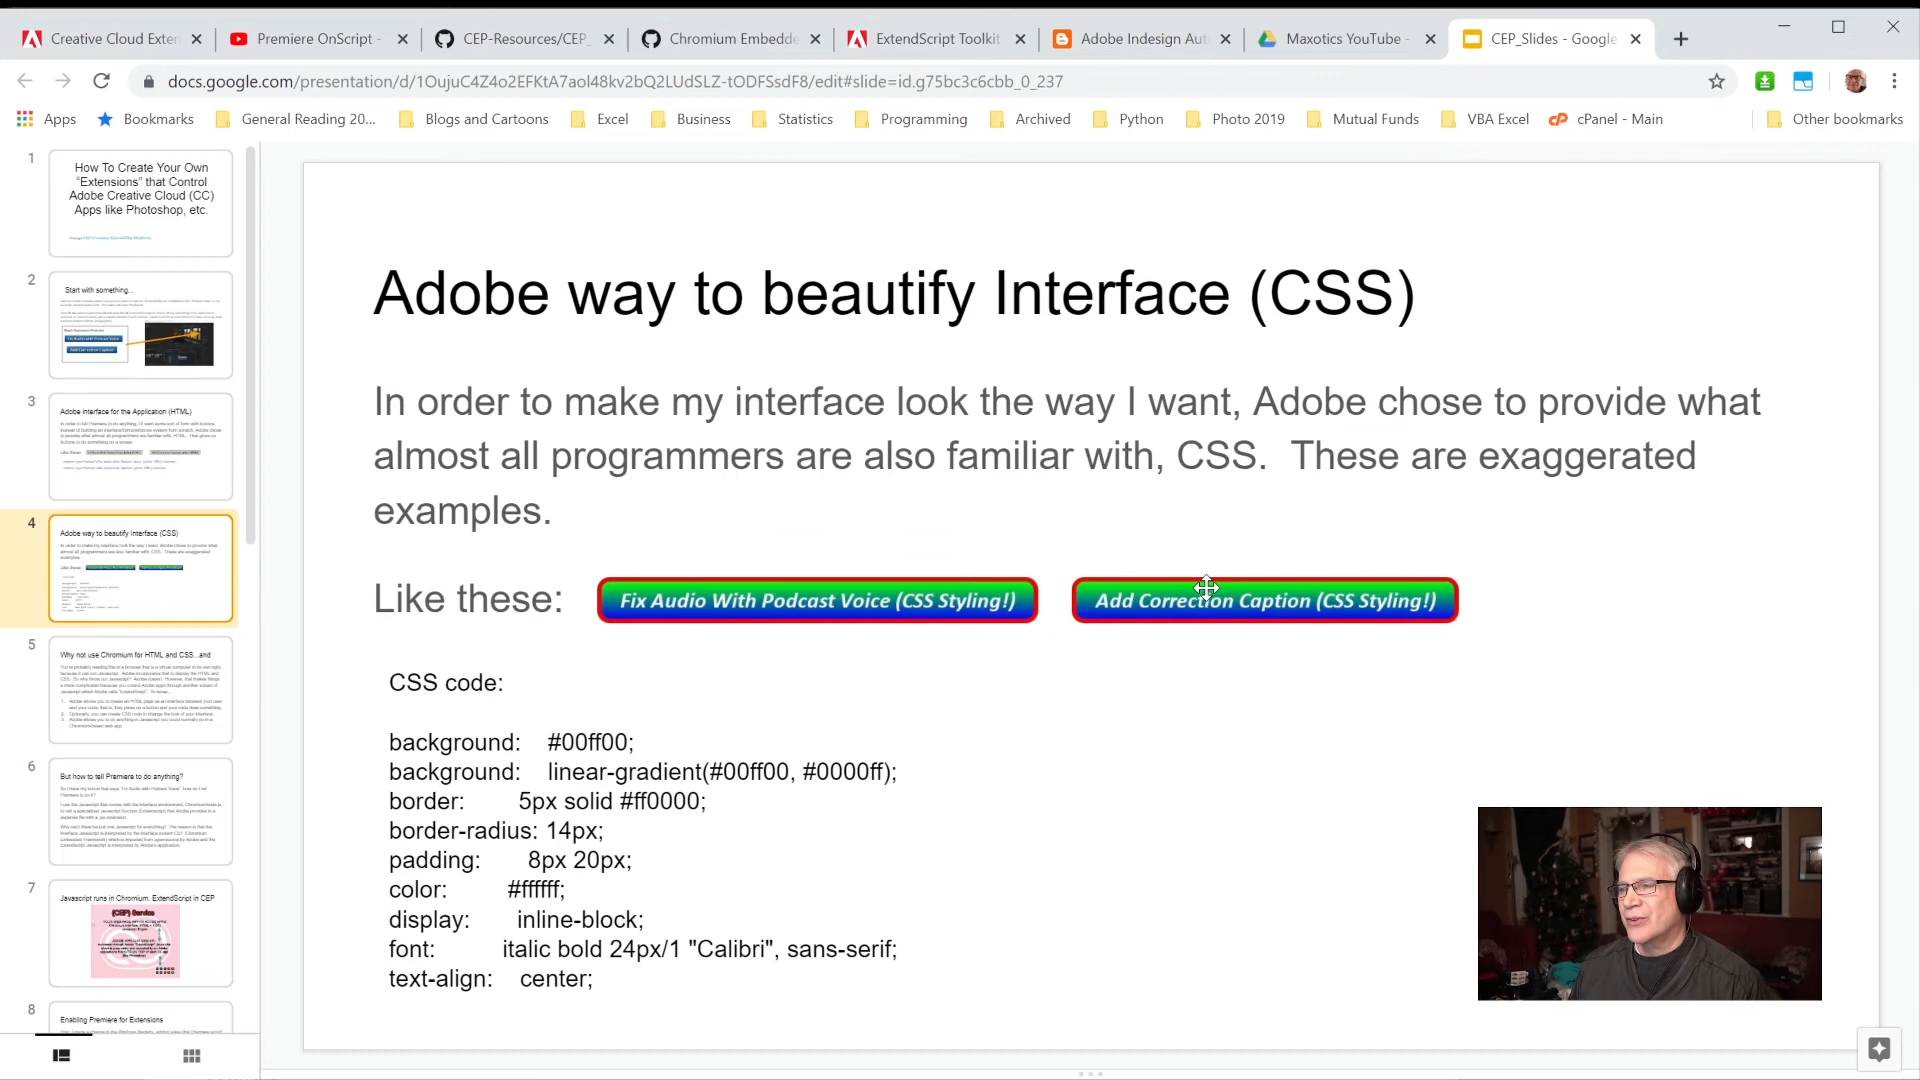 Creative Cloud Exten
Premiere OnScript -
CEP-Resources/CEP_
Chromium Embedde
ExtendScript Toolkit
Adobe Indesign Aut
Maxotics YouTube -
CEP_Slides - Google
docs.google.com/presentation/d/1OujuC4Z4o2EFKtA7aol48kv2bQ2LUdSLZ-tODFSsdF8/edit#slide=id.g75bc3c6cbb_0_237
Apps
Bookmarks
General Reading 20...
Blogs and Cartoons
Excel
Business
Statistics
Programming
Archived
Python
Photo 2019
Mutual Funds
VBA Excel
cPanel - Main
Other bookmarks
1
How To Create Your Own
“Extensions” that Control
Adobe Creative Cloud (CC)
Apps like Photoshop, etc.
2
Start with something...
3
Adobe interface for the Application (HTML)
4
Adobe way to beautify Interface (CSS)
5
Why not use Chromium for HTML and CSS...and
6
But how to tell Premiere to do anything?
7
Javascript runs in Chromium. ExtendScript in CEP
(CEP) Service
8
Enabling Premiere for Extensions
Adobe way to beautify Interface (CSS)
In order to make my interface look the way I want, Adobe chose to provide what
almost all programmers are also familiar with, CSS.  These are exaggerated
examples.
Like these:
Fix Audio With Podcast Voice (CSS Styling!)
Add Correction Caption (CSS Styling!)
CSS code:
background: #00ff00;
background: linear-gradient(#00ff00, #0000ff);
border: 5px solid #ff0000;
border-radius: 14px;
padding: 8px 20px;
color: #ffffff;
display: inline-block;
font: italic bold 24px/1 "Calibri", sans-serif;
text-align: center;